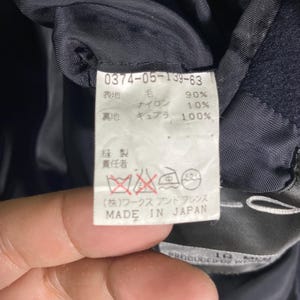 0374-05-139-63
表地 毛 90%
ナイロン 10%
裏地 キュプラ 100%
縫製
責任者
(株)ワークス アンド アレンス
MADE IN JAPAN